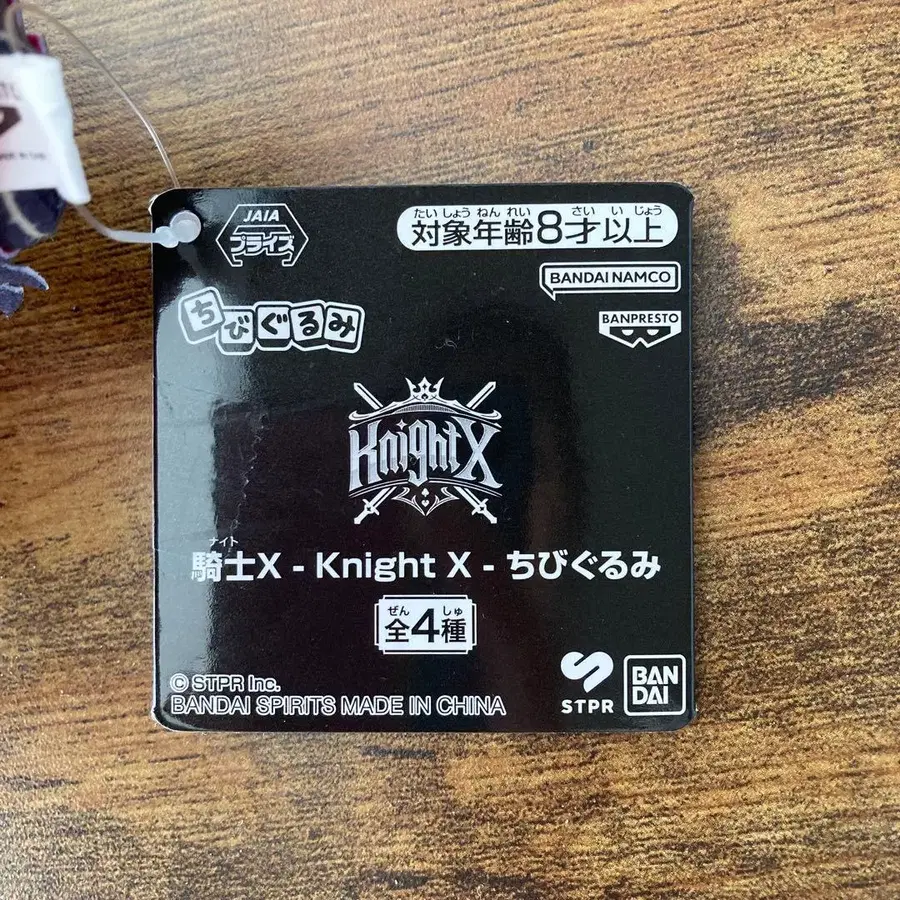 JAIA
プライズ
たいしょうねんれい さい いじょう
対象年齢8才以上
BANDAI NAMCO
ちびぐるみ
BANPRESTO
Knight X
ナイト
騎士X - Knight X - ちびぐるみ
ぜん しゅ
全4種
© STPR Inc.
BANDAI SPIRITS MADE IN CHINA
STPR
BAN
DAI